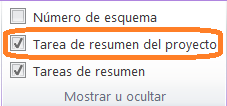 Número de esquema
Tarea de resumen del proyecto
Tareas de resumen
Mostrar u ocultar